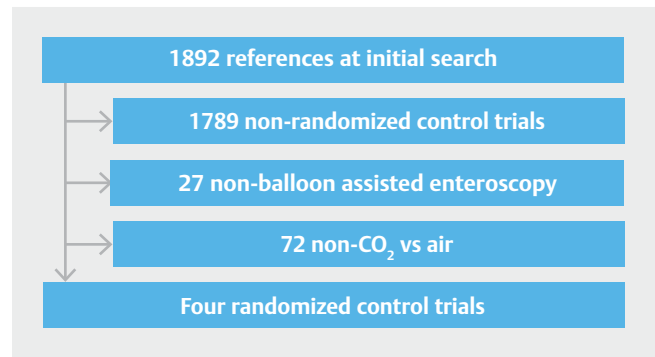 1892 references at initial search
1789 non-randomized control trials
27 non-balloon assisted enteroscopy
72 non-CO₂ vs air
Four randomized control trials